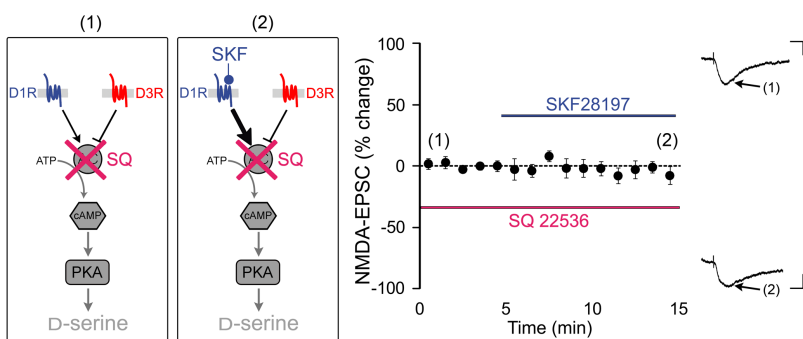 (1)
D1R
D3R
SQ
ATP
cAMP
PKA
D-serine
(2)
SKF
D1R
D3R
SQ
ATP
cAMP
PKA
D-serine
NMDA-EPSC (% change)
100
50
0
-50
-100
SKF28197
(1)
(2)
SQ 22536
0
5
10
15
Time (min)
(1)
(2)